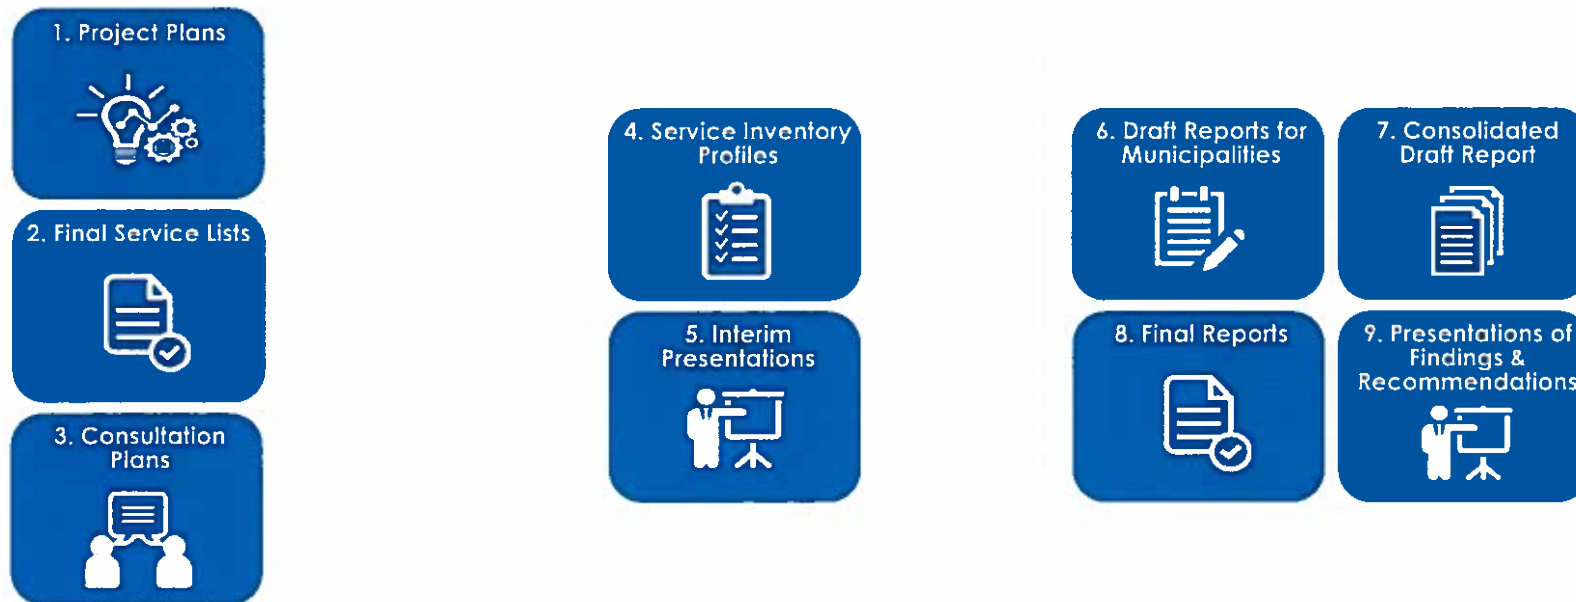 1. Project Plans
2. Final Service Lists
3. Consultation
Plans
4. Service Inventory
Profiles
5. Interim
Presentations
6. Draft Reports for
Municipalities
7. Consolidated
Draft Report
8. Final Reports
9. Presentations of
Findings &
Recommendations